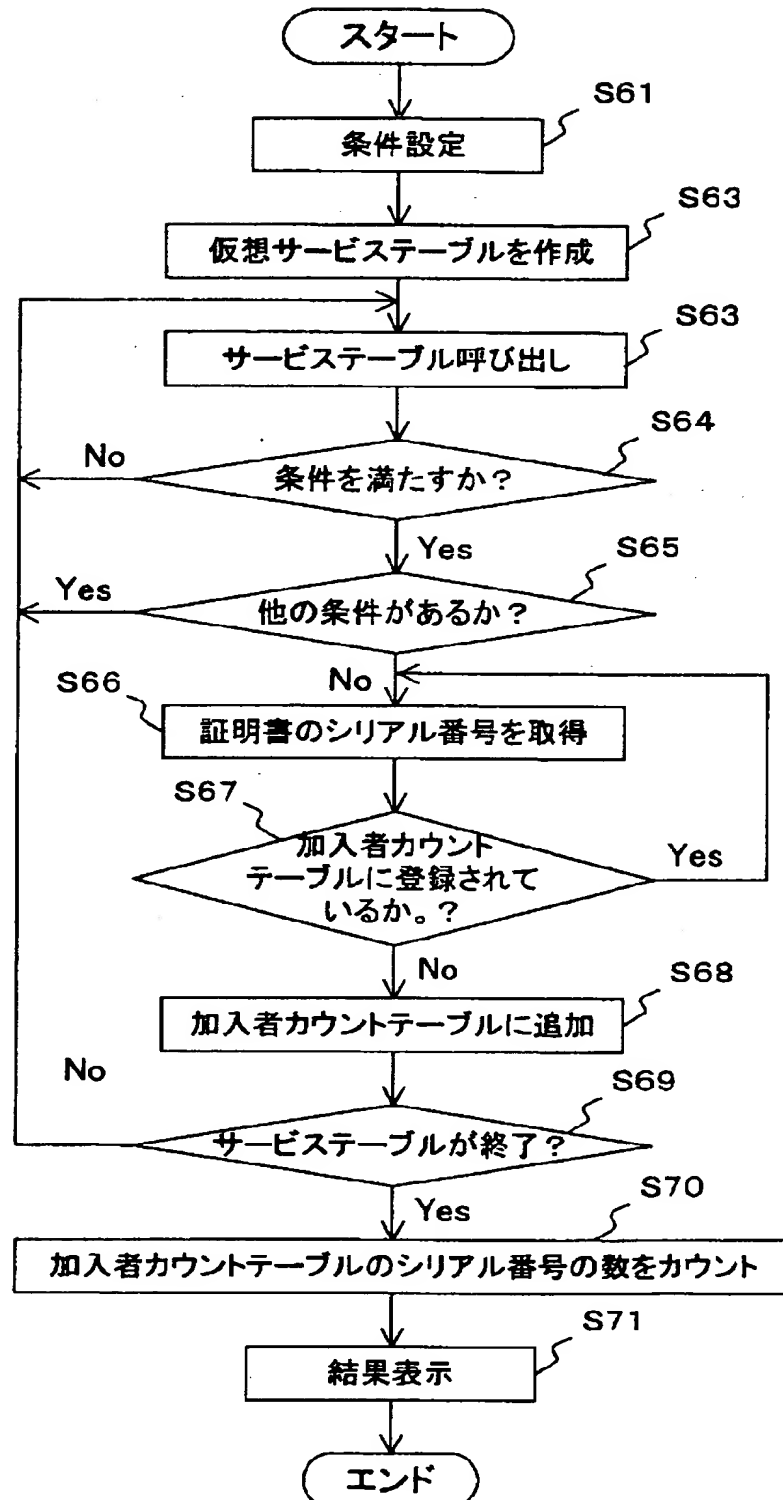 スタート
S61
条件設定
S63
仮想サービステーブルを作成
S63
サービステーブル呼び出し
S64
No
条件を満たすか？
Yes
S65
Yes
他の条件があるか？
No
S66
証明書のシリアル番号を取得
S67
加入者カウント
テーブルに登録されて
いるか。？
Yes
No
S68
加入者カウントテーブルに追加
No
S69
サービステーブルが終了？
Yes
S70
加入者カウントテーブルのシリアル番号の数をカウント
S71
結果表示
エンド